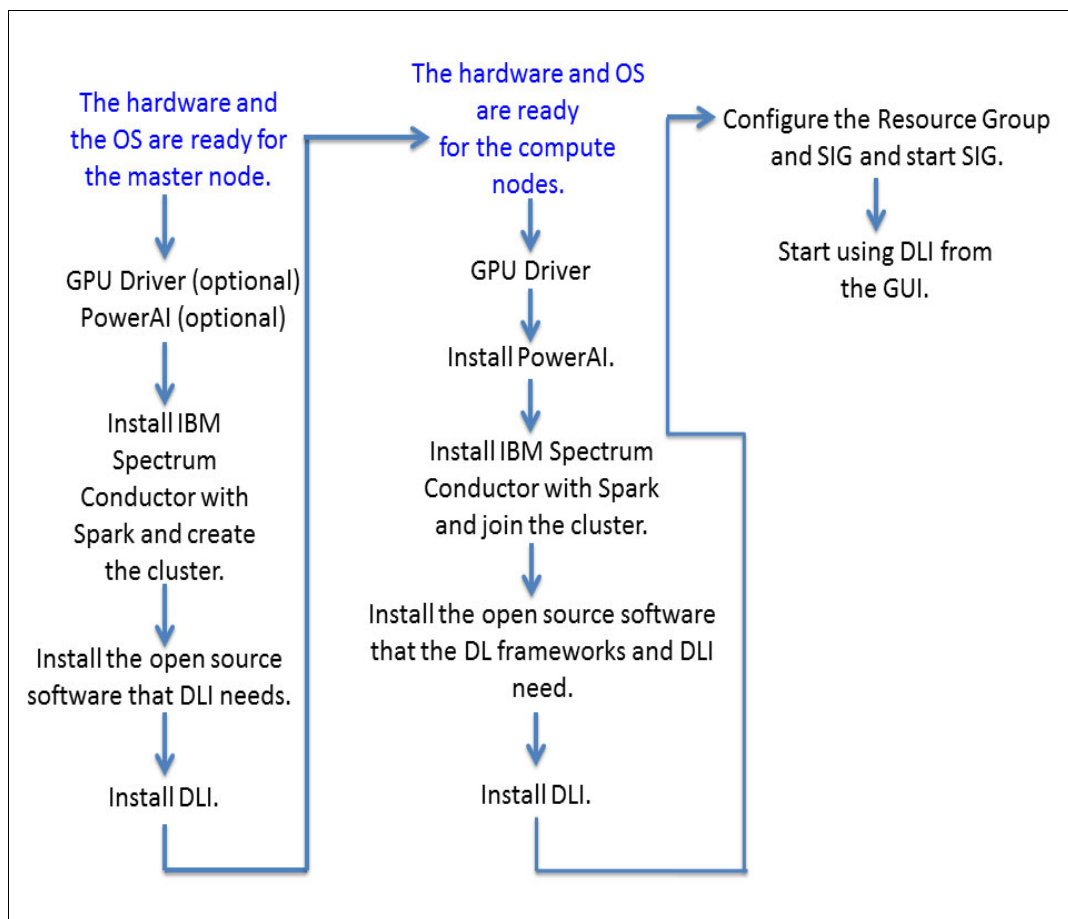 The hardware and
the OS are ready for
the master node.
GPU Driver (optional)
PowerAI (optional)
Install IBM
Spectrum
Conductor with
Spark and create
the cluster.
Install the open source
software that DLI needs.
Install DLI.
The hardware and OS
are ready
for the compute
nodes.
GPU Driver
Install PowerAI.
Install IBM Spectrum
Conductor with Spark
and join the cluster.
Install the open source software
that the DL frameworks and DLI
need.
Install DLI.
Configure the Resource Group
and SIG and start SIG.
Start using DLI from
the GUI.